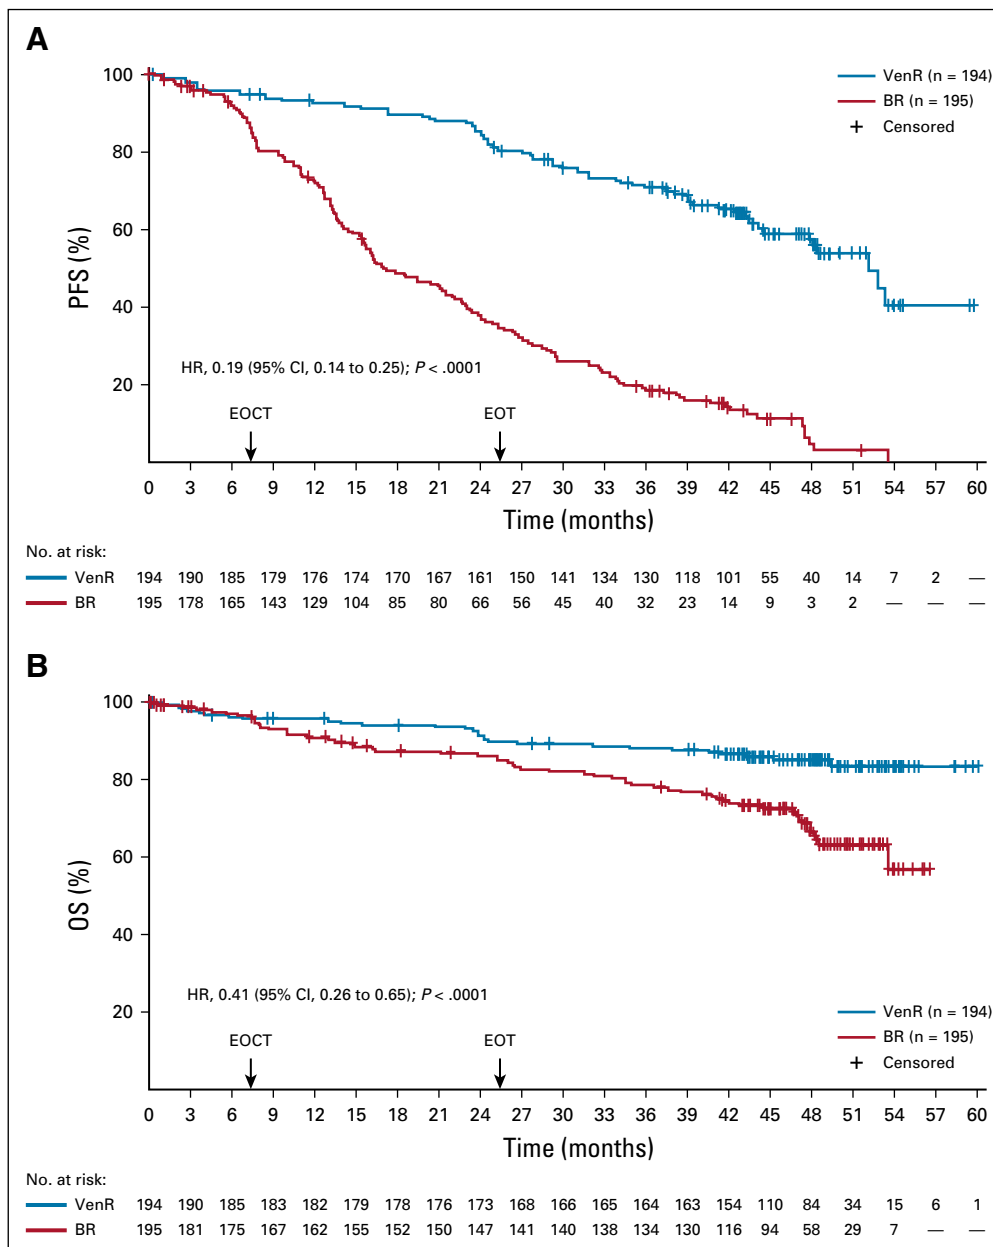 A
100
80
60
40
20
PFS (%)
VenR (n = 194)
BR (n = 195)
Censored
HR, 0.19 (95% CI, 0.14 to 0.25); P < .0001
EOCT
EOT
0 3 6 9 12 15 18 21 24 27 30 33 36 39 42 45 48 51 54 57 60
Time (months)
No. at risk:
VenR 194 190 185 179 176 174 170 167 161 150 141 134 130 118 101 55 40 14 7 2 —
BR 195 178 165 143 129 104 85 80 66 56 45 40 32 23 14 9 3 2 — — —
B
100
80
60
40
20
OS (%)
HR, 0.41 (95% CI, 0.26 to 0.65); P < .0001
VenR (n = 194)
BR (n = 195)
Censored
EOCT
EOT
0 3 6 9 12 15 18 21 24 27 30 33 36 39 42 45 48 51 54 57 60
Time (months)
No. at risk:
VenR 194 190 185 183 182 179 178 176 173 168 166 165 164 163 154 110 84 34 15 6 1
BR 195 181 175 167 162 155 152 150 147 141 140 138 134 130 116 94 58 29 7 — —